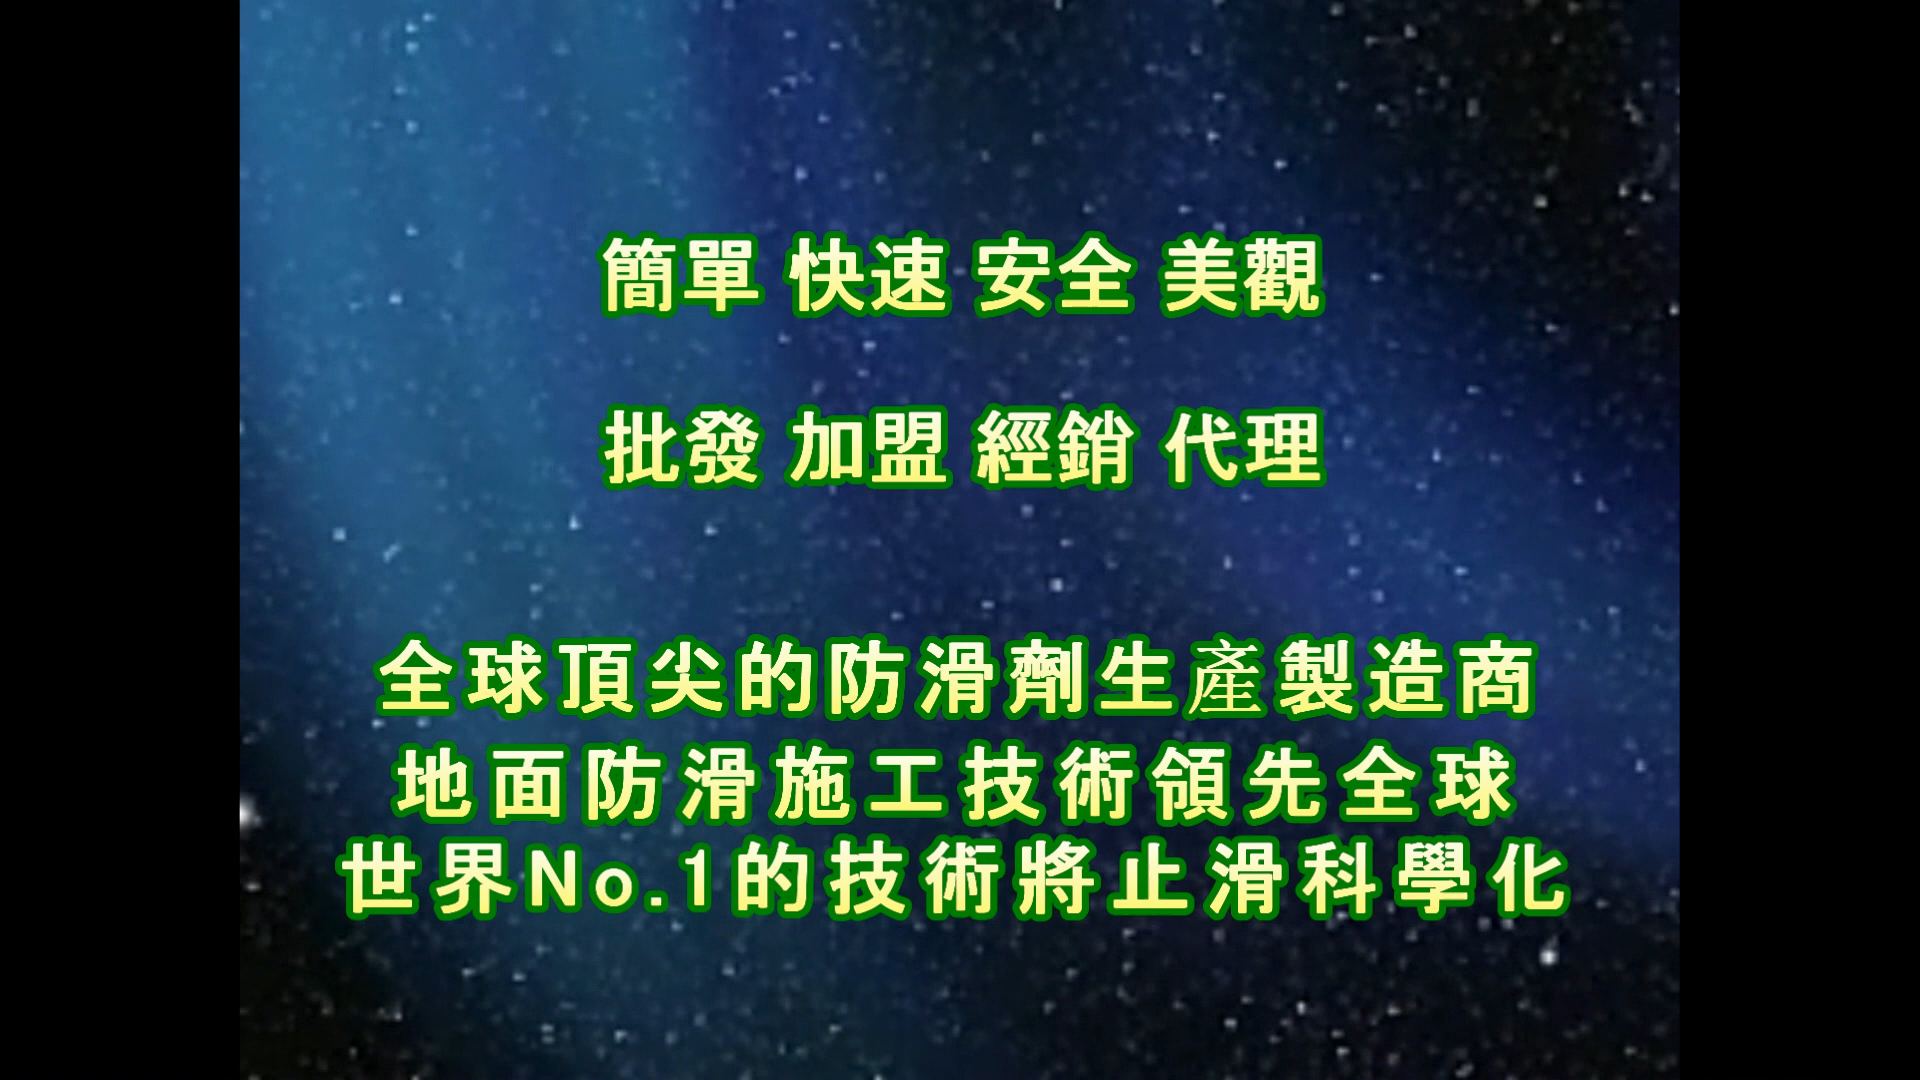 簡單 快速 安全 美觀
批發 加盟 經銷 代理
全球頂尖的防滑劑生產製造商
地面防滑施工技術領先全球
世界No.1的技術將止滑科學化